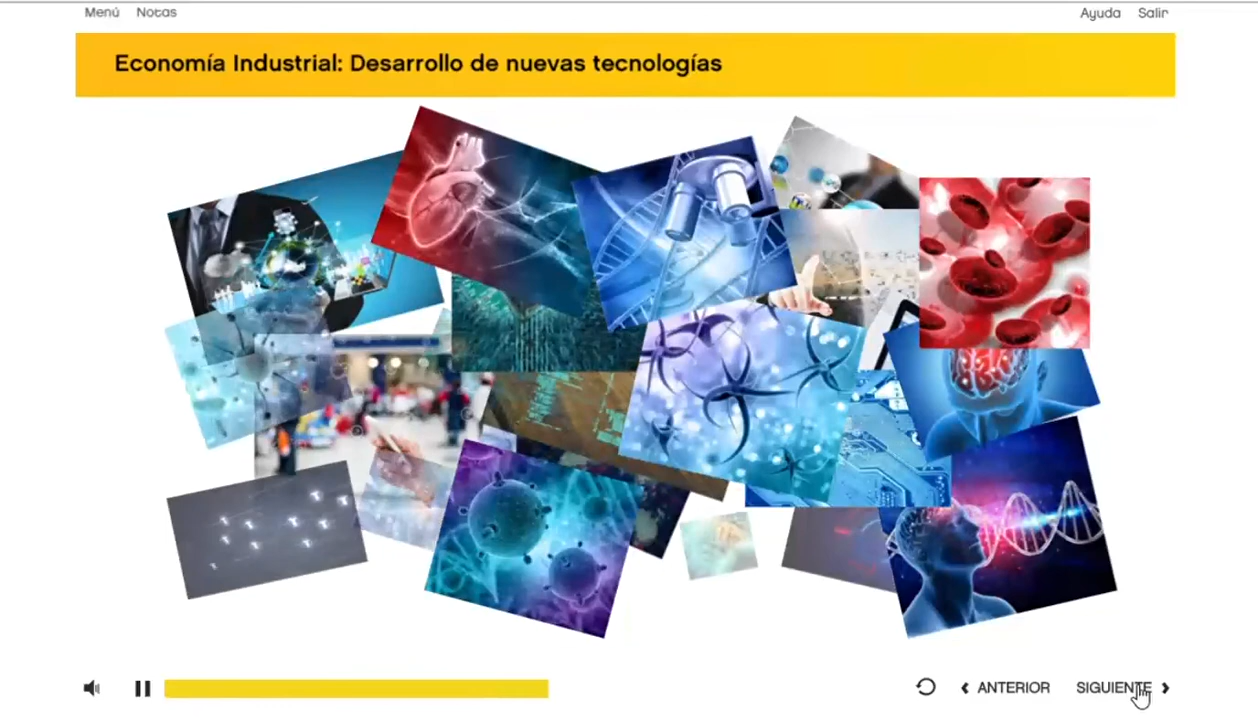 Menú Notas
Ayuda Salir
Economía Industrial: Desarrollo de nuevas tecnologías
ANTERIOR SIGUIENTE